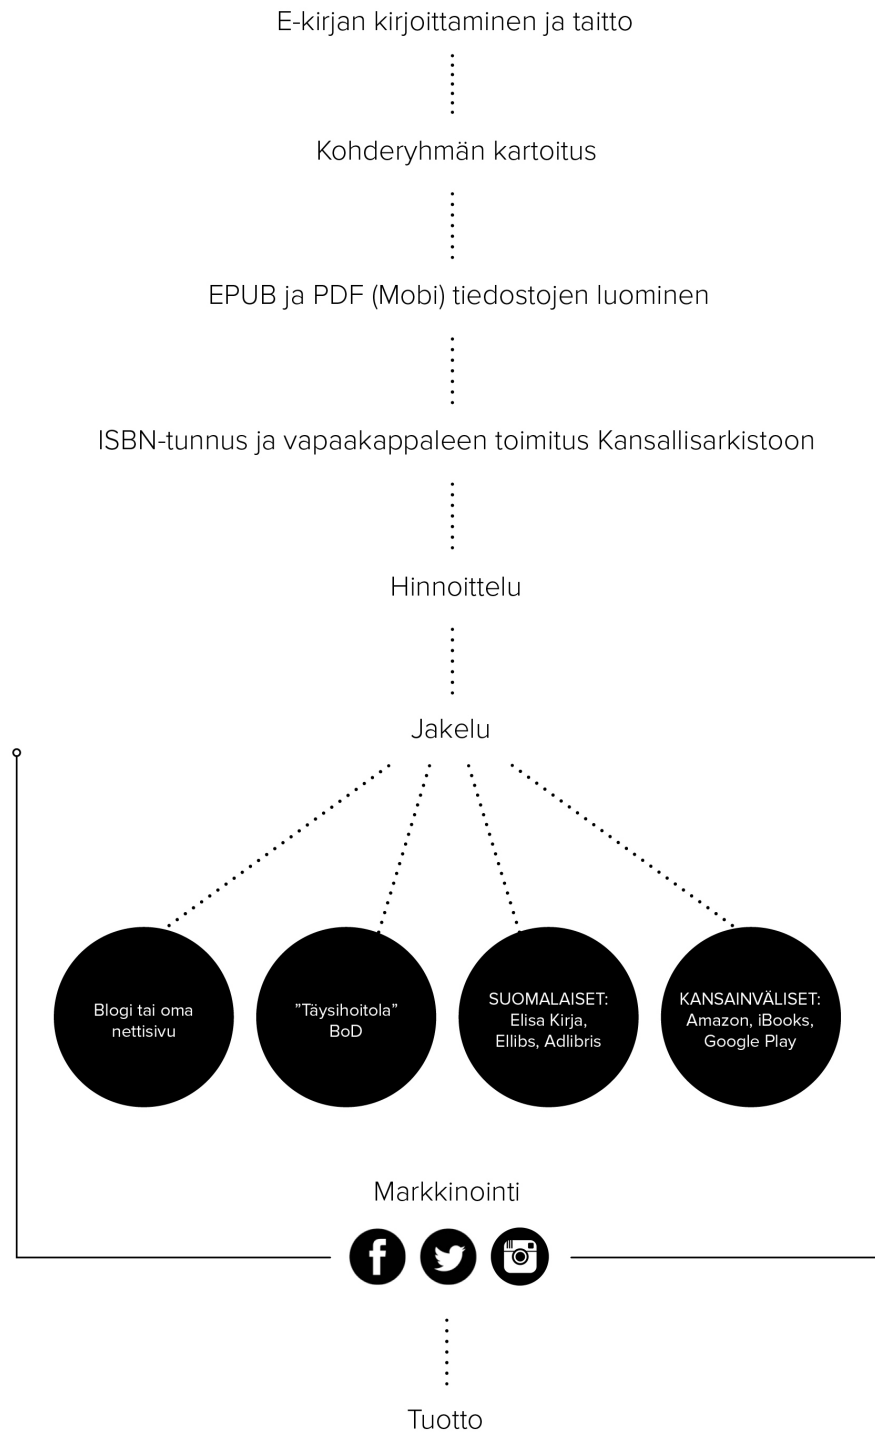 E-kirjan kirjoittaminen ja taitto
Kohderyhmän kartoitus
EPUB ja PDF (Mobi) tiedostojen luominen
ISBN-tunnus ja vapaakappaleen toimitus Kansallisarkistoon
Hinnoittelu
Jakelu
Blogi tai oma
nettisivu
”Täysihoitola”
BoD
SUOMALAISET:
Elisa Kirja,
Ellibs, Adlibris
KANSAINVÄLISET:
Amazon, iBooks,
Google Play
Markkinointi
Tuotto